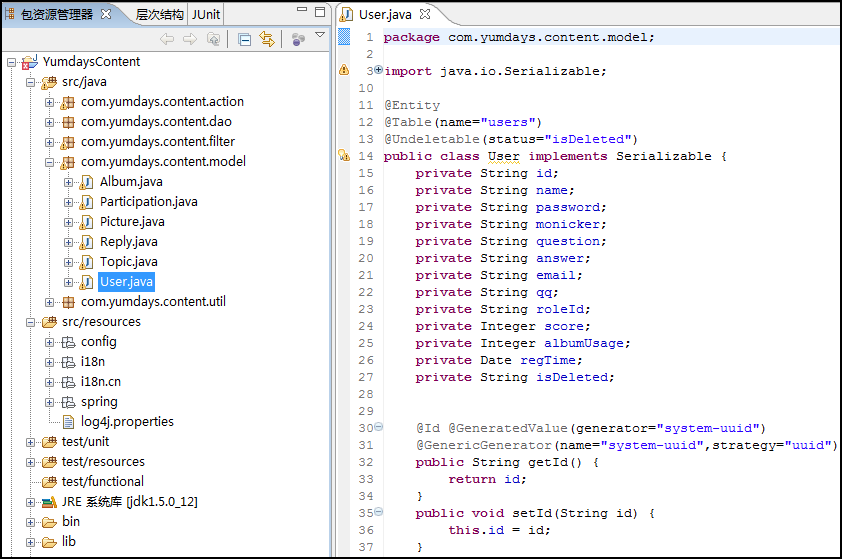 包资源管理器 层次结构 JUnit
YumdaysContent
src/java
com.yumdays.content.action
com.yumdays.content.dao
com.yumdays.content.filter
com.yumdays.content.model
Album.java
Participation.java
Picture.java
Reply.java
Topic.java
User.java
com.yumdays.content.util
src/resources
config
i18n
i18n.cn
spring
log4j.properties
test/unit
test/resources
test/functional
JRE 系统库 [jdk1.5.0_12]
bin
lib
User.java
1 package com.yumdays.content.model;
2
3 import java.io.Serializable;
10
11 @Entity
12 @Table(name="users")
13 @Undeletable(status="isDeleted")
14 public class User implements Serializable {
15 private String id;
16 private String name;
17 private String password;
18 private String monicker;
19 private String question;
20 private String answer;
21 private String email;
22 private String qq;
23 private String roleId;
24 private Integer score;
25 private Integer albumUsage;
26 private Date regTime;
27 private String isDeleted;
28
29
30 @Id @GeneratedValue(generator="system-uuid")
31 @GenericGenerator(name="system-uuid",strategy="uuid")
32 public String getId() {
33 return id;
34 }
35 public void setId(String id) {
36 this.id = id;
37 }